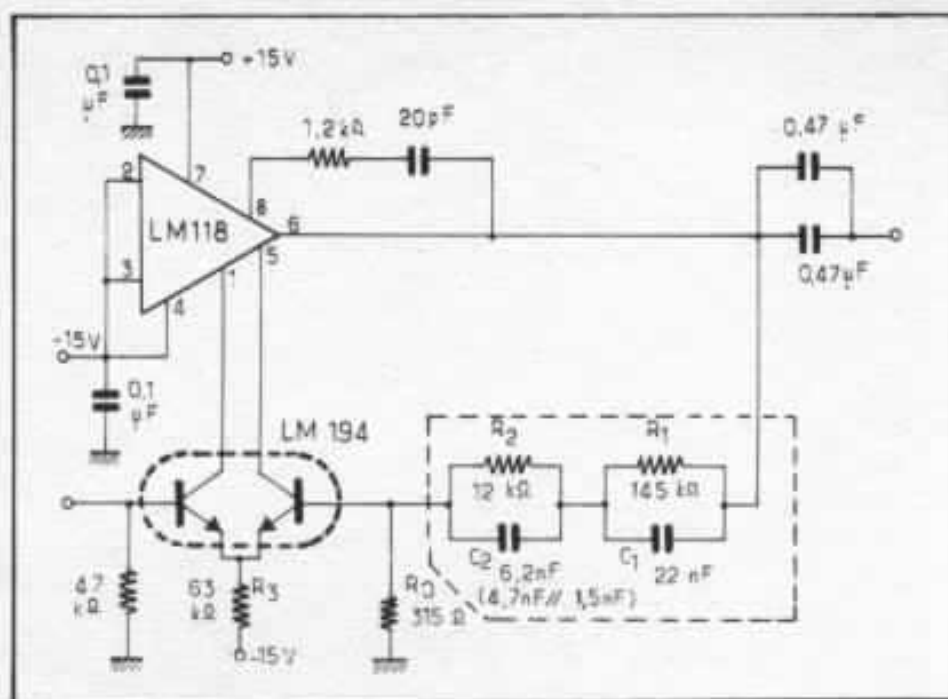 0,1
µF
+15V
1,2kΩ
20pF
0,47 µF
2
7
8
LM118
6
5
3
1
0,47µF
4
-15V
0,1
µF
LM 194
R2
R1
12 kΩ
145 kΩ
C2
6,2nF
C1
22 nF
(4,7nF// 1,5nF)
47
kΩ
63
kΩ
R3
R0
315 Ω
-15V